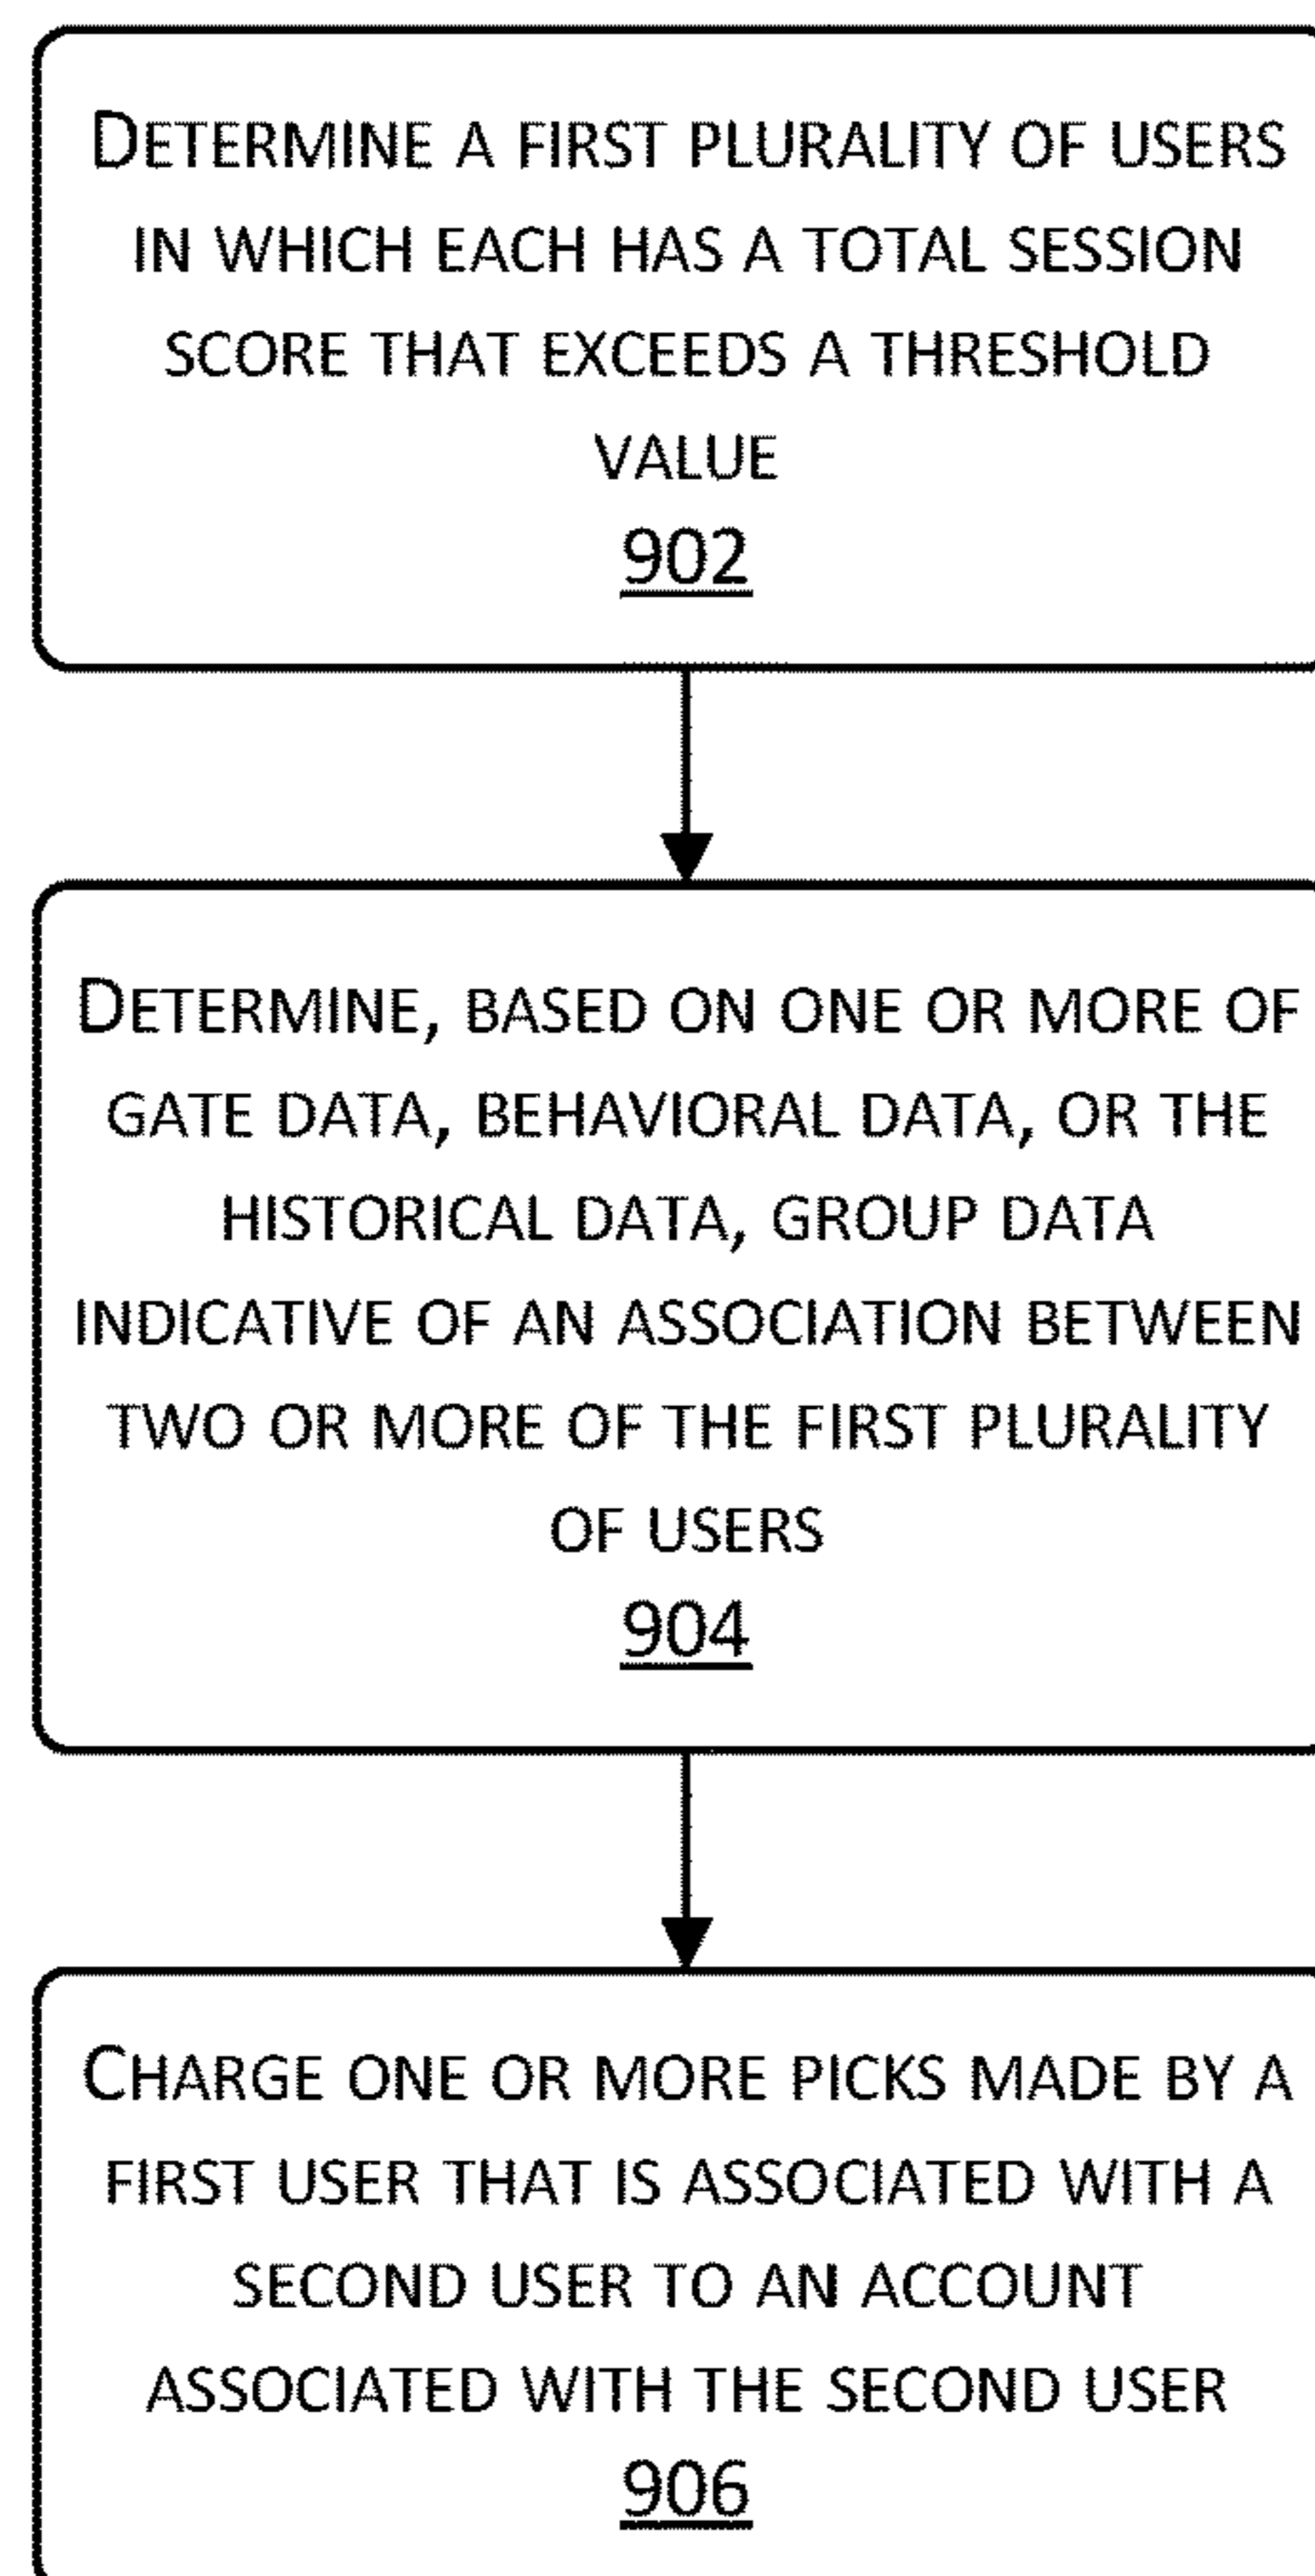 DETERMINE A FIRST PLURALITY OF USERS
IN WHICH EACH HAS A TOTAL SESSION
SCORE THAT EXCEEDS A THRESHOLD
VALUE
902
DETERMINE, BASED ON ONE OR MORE OF
GATE DATA, BEHAVIORAL DATA, OR THE
HISTORICAL DATA, GROUP DATA
INDICATIVE OF AN ASSOCIATION BETWEEN
TWO OR MORE OF THE FIRST PLURALITY
OF USERS
904
CHARGE ONE OR MORE PICKS MADE BY A
FIRST USER THAT IS ASSOCIATED WITH A
SECOND USER TO AN ACCOUNT
ASSOCIATED WITH THE SECOND USER
906